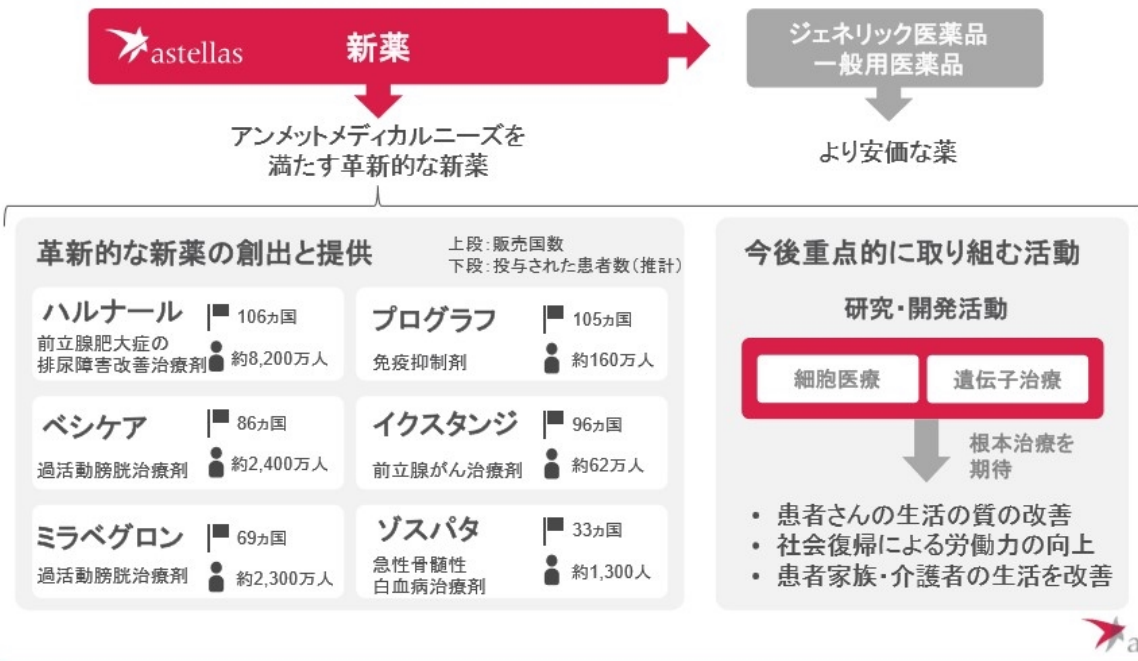 astellas 新薬
ジェネリック医薬品
一般用医薬品
アンメットメディカルニーズを
満たす革新的な新薬
より安価な薬
革新的な新薬の創出と提供
上段:販売国数
下段:投与された患者数(推計)
ハルナール
106ヵ国
前立腺肥大症の
排尿障害改善治療剤
約8,200万人
プログラフ
105ヵ国
免疫抑制剤
約160万人
ベシケア
86ヵ国
過活動膀胱治療剤
約2,400万人
イクスタンジ
96ヵ国
前立腺がん治療剤
約62万人
ミラベグロン
69ヵ国
過活動膀胱治療剤
約2,300万人
ゾスパタ
33ヵ国
急性骨髄性
白血病治療剤
約1,300人
今後重点的に取り組む活動
研究・開発活動
細胞医療
遺伝子治療
根本治療を
期待
• 患者さんの生活の質の改善
• 社会復帰による労働力の向上
• 患者家族・介護者の生活を改善
a